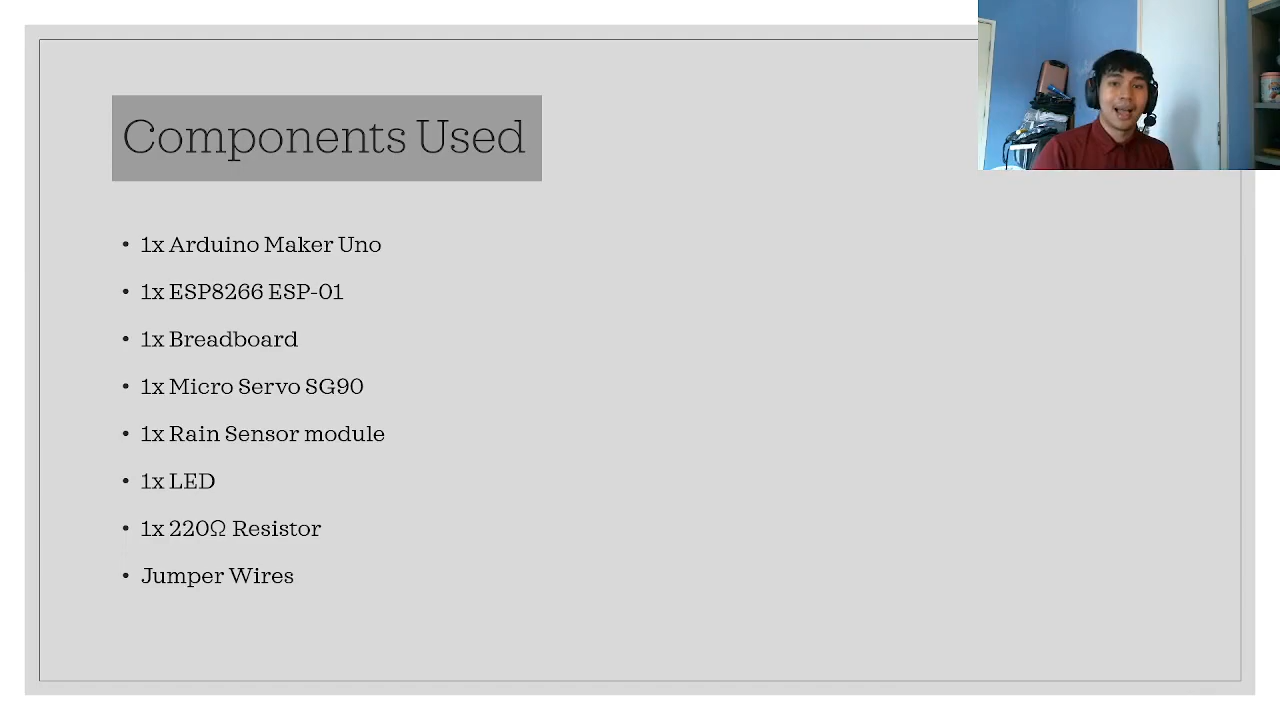 Components Used
• 1x Arduino Maker Uno
• 1x ESP8266 ESP-01
• 1x Breadboard
• 1x Micro Servo SG90
• 1x Rain Sensor module
• 1x LED
• 1x 220Ω Resistor
• Jumper Wires